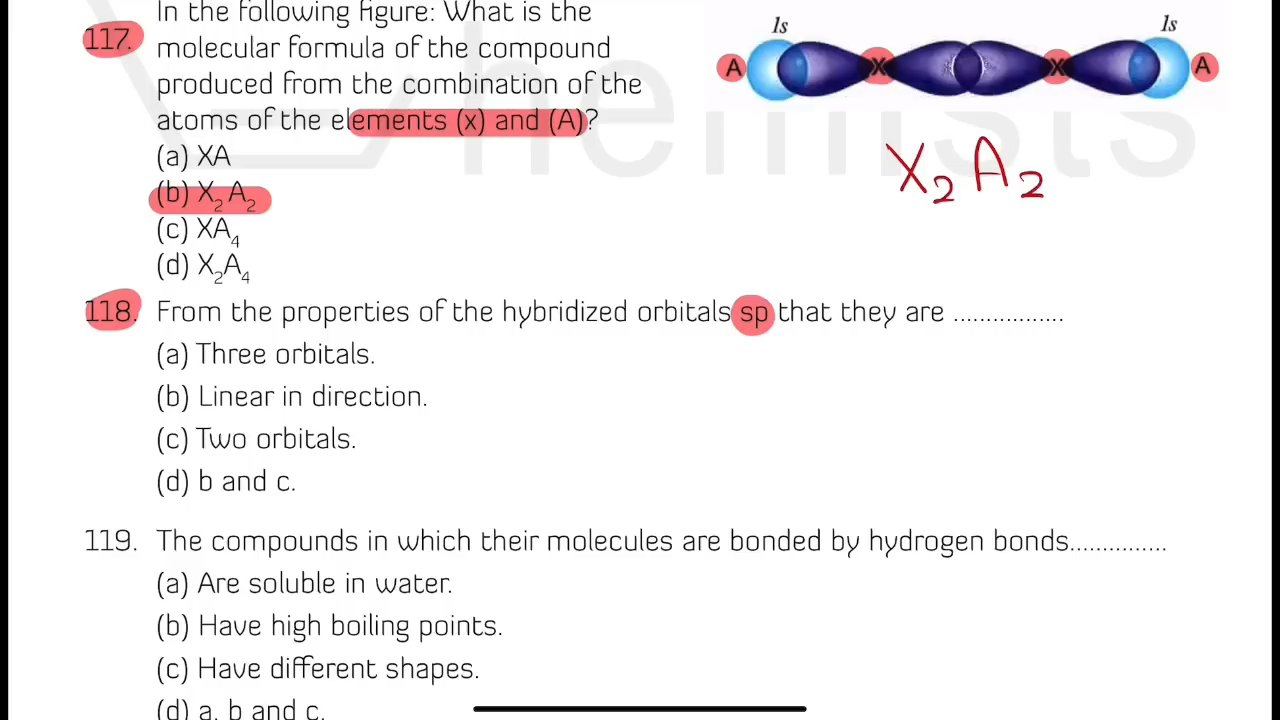 In the following figure: What is the
117. molecular formula of the compound
produced from the combination of the
atoms of the elements (x) and (A)?
(a) XA
(b) X₂A₂
(c) XA₄
(d) X₂A₄
1s 1s
A X X A
X₂A₂
hemists
118. From the properties of the hybridized orbitals sp that they are .................
(a) Three orbitals.
(b) Linear in direction.
(c) Two orbitals.
(d) b and c.
119. The compounds in which their molecules are bonded by hydrogen bonds...............
(a) Are soluble in water.
(b) Have high boiling points.
(c) Have different shapes.
(d) a, b and c.